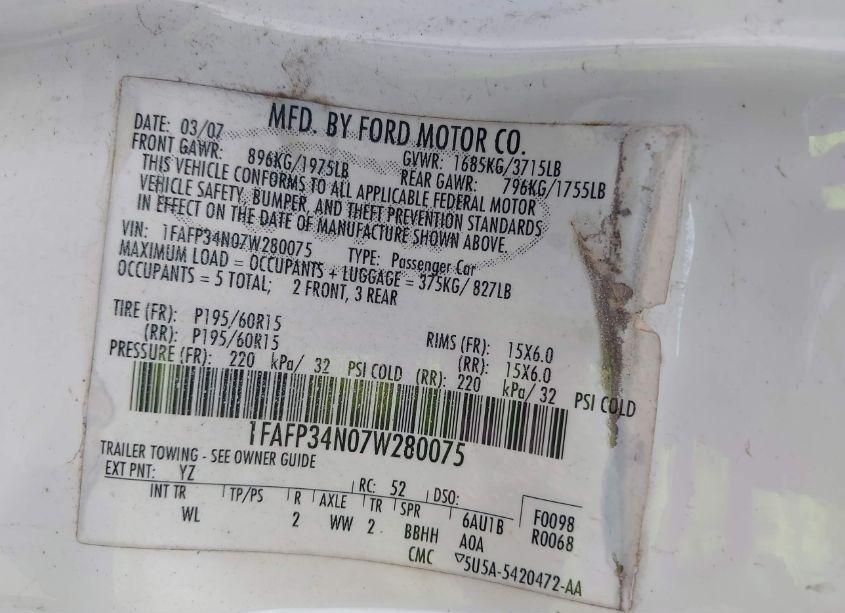 MFD. BY FORD MOTOR CO.
DATE: 03/07 GVWR: 1685KG/3715LB
FRONT GAWR: 896KG/1975LB REAR GAWR: 796KG/1755LB
THIS VEHICLE CONFORMS TO ALL APPLICABLE FEDERAL MOTOR
VEHICLE SAFETY, BUMPER, AND THEFT PREVENTION STANDARDS
IN EFFECT ON THE DATE OF MANUFACTURE SHOWN ABOVE.
VIN: 1FAFP34N07W280075 TYPE: Passenger Car
MAXIMUM LOAD = OCCUPANTS + LUGGAGE = 375KG/ 827LB
OCCUPANTS = 5 TOTAL; 2 FRONT, 3 REAR
TIRE (FR): P195/60R15 RIMS (FR): 15X6.0
(RR): P195/60R15 (RR): 15X6.0
PRESSURE (FR): 220 kPa/ 32 PSI COLD (RR): 220 kPa/ 32 PSI COLD
1FAFP34N07W280075
TRAILER TOWING - SEE OWNER GUIDE
EXT PNT: YZ RC: 52 DSO: F0098
INT TR TP/PS R AXLE TR SPR 6AU1B R0068
WL 2 WW 2 BBHH A0A
CMC ▽5U5A-5420472-AA